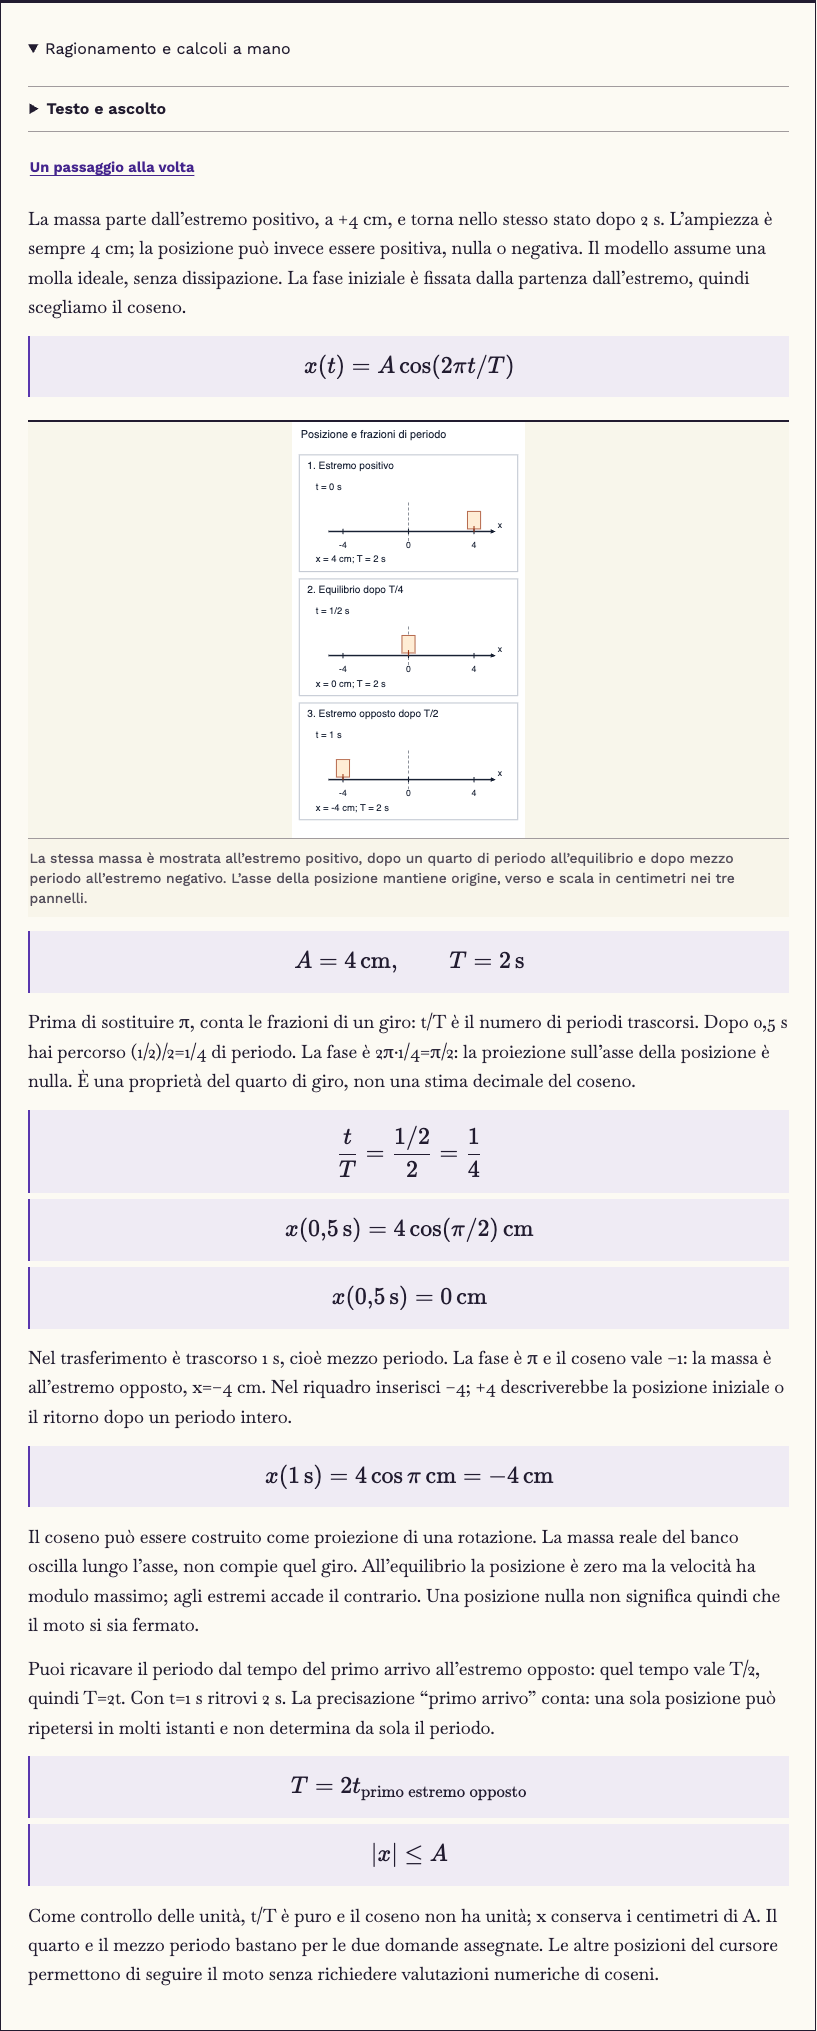 ▼ Ragionamento e calcoli a mano
▶ Testo e ascolto
Un passaggio alla volta
La massa parte dall’estremo positivo, a +4 cm, e torna nello stesso stato dopo 2 s. L’ampiezza è
sempre 4 cm; la posizione può invece essere positiva, nulla o negativa. Il modello assume una
molla ideale, senza dissipazione. La fase iniziale è fissata dalla partenza dall’estremo, quindi
scegliamo il coseno.
x(t) = A cos(2πt/T)
Posizione e frazioni di periodo
1. Estremo positivo
t = 0 s
x
-4 0 4
x = 4 cm; T = 2 s
2. Equilibrio dopo T/4
t = 1/2 s
x
-4 0 4
x = 0 cm; T = 2 s
3. Estremo opposto dopo T/2
t = 1 s
x
-4 0 4
x = -4 cm; T = 2 s
La stessa massa è mostrata all’estremo positivo, dopo un quarto di periodo all’equilibrio e dopo mezzo
periodo all’estremo negativo. L’asse della posizione mantiene origine, verso e scala in centimetri nei tre
pannelli.
A = 4 cm, T = 2 s
Prima di sostituire π, conta le frazioni di un giro: t/T è il numero di periodi trascorsi. Dopo 0,5 s
hai percorso (1/2)/2=1/4 di periodo. La fase è 2π·1/4=π/2: la proiezione sull’asse della posizione è
nulla. È una proprietà del quarto di giro, non una stima decimale del coseno.
t/T = (1/2)/2 = 1/4
x(0,5 s) = 4 cos(π/2) cm
x(0,5 s) = 0 cm
Nel trasferimento è trascorso 1 s, cioè mezzo periodo. La fase è π e il coseno vale −1: la massa è
all’estremo opposto, x=−4 cm. Nel riquadro inserisci −4; +4 descriverebbe la posizione iniziale o
il ritorno dopo un periodo intero.
x(1 s) = 4 cos π cm = −4 cm
Il coseno può essere costruito come proiezione di una rotazione. La massa reale del banco
oscilla lungo l’asse, non compie quel giro. All’equilibrio la posizione è zero ma la velocità ha
modulo massimo; agli estremi accade il contrario. Una posizione nulla non significa quindi che
il moto si sia fermato.
Puoi ricavare il periodo dal tempo del primo arrivo all’estremo opposto: quel tempo vale T/2,
quindi T=2t. Con t=1 s ritrovi 2 s. La precisazione “primo arrivo” conta: una sola posizione può
ripetersi in molti istanti e non determina da sola il periodo.
T = 2t primo estremo opposto
|x| ≤ A
Come controllo delle unità, t/T è puro e il coseno non ha unità; x conserva i centimetri di A. Il
quarto e il mezzo periodo bastano per le due domande assegnate. Le altre posizioni del cursore
permettono di seguire il moto senza richiedere valutazioni numeriche di coseni.